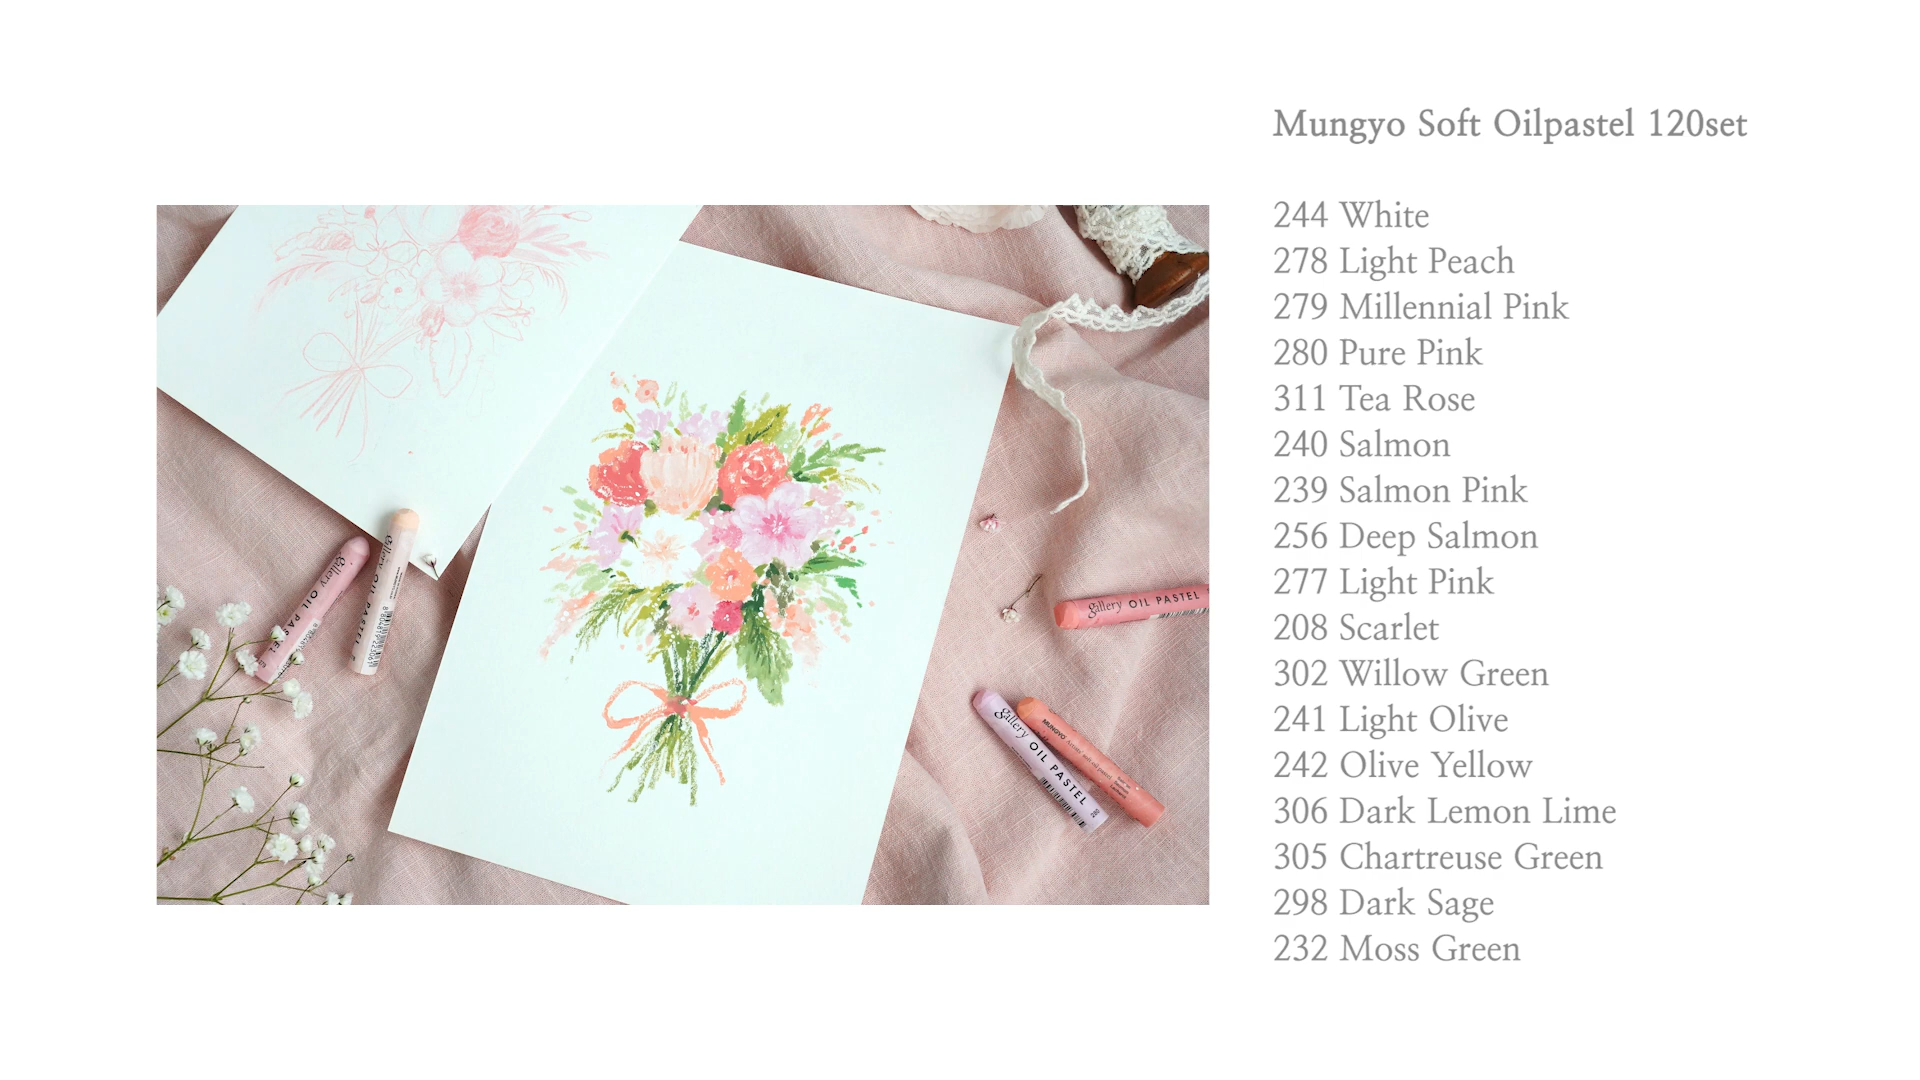 Mungyo Soft Oilpastel 120set
244 White
278 Light Peach
279 Millennial Pink
280 Pure Pink
311 Tea Rose
240 Salmon
239 Salmon Pink
256 Deep Salmon
277 Light Pink
208 Scarlet
302 Willow Green
241 Light Olive
242 Olive Yellow
306 Dark Lemon Lime
305 Chartreuse Green
298 Dark Sage
232 Moss Green
gallery OIL PASTEL
gallery OIL PASTEL
gallery OIL PASTEL
gallery OIL PASTEL
MUNGYO